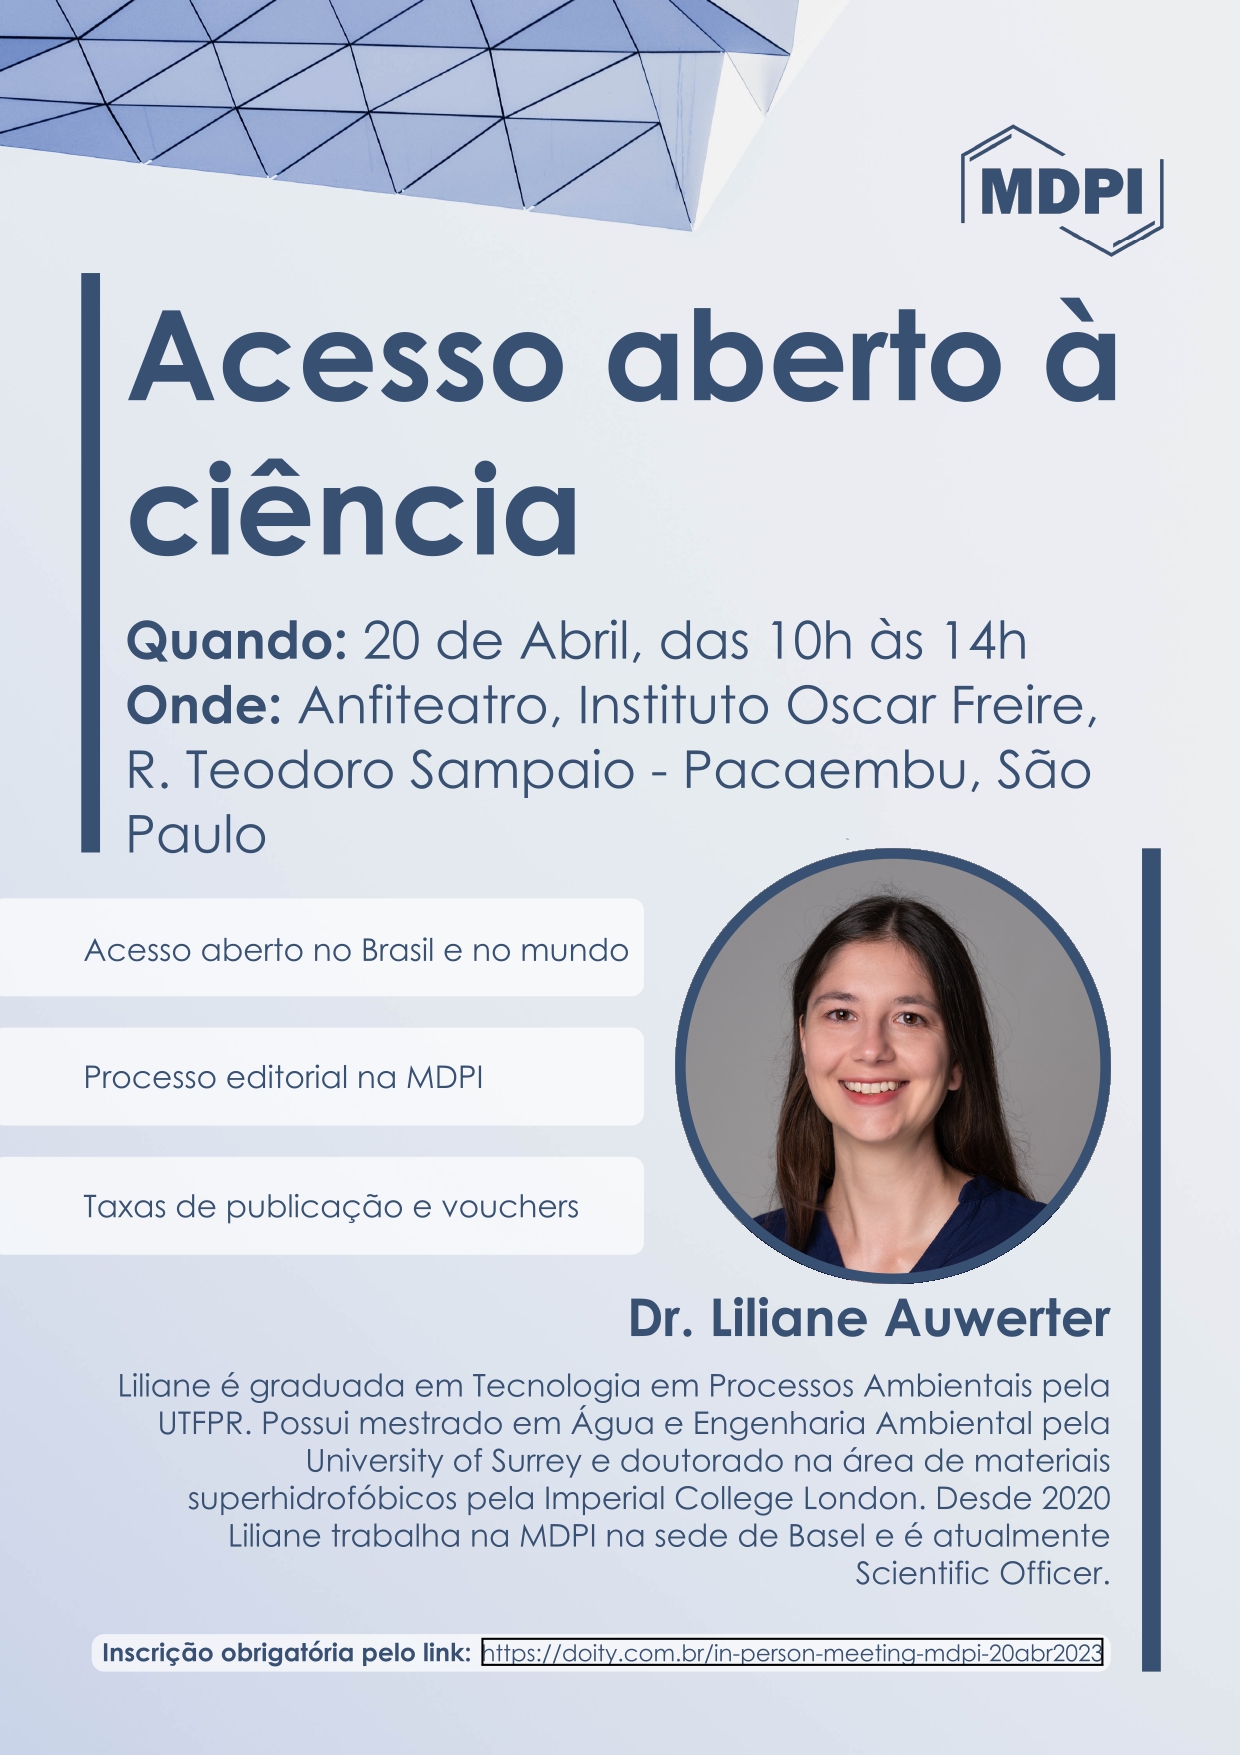 MDPI
Acesso aberto à
ciência
Quando: 20 de Abril, das 10h às 14h
Onde: Anfiteatro, Instituto Oscar Freire,
R. Teodoro Sampaio - Pacaembu, São
Paulo
Acesso aberto no Brasil e no mundo
Processo editorial na MDPI
Taxas de publicação e vouchers
Dr. Liliane Auwerter
Liliane é graduada em Tecnologia em Processos Ambientais pela
UTFPR. Possui mestrado em Água e Engenharia Ambiental pela
University of Surrey e doutorado na área de materiais
superhidrofóbicos pela Imperial College London. Desde 2020
Liliane trabalha na MDPI na sede de Basel e é atualmente
Scientific Officer.
Inscrição obrigatória pelo link: https://doity.com.br/in-person-meeting-mdpi-20abr2023